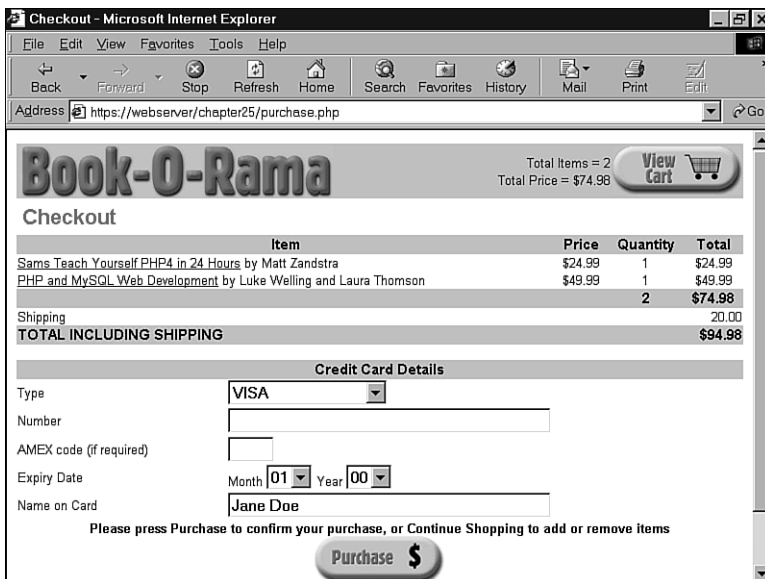 Checkout - Microsoft Internet Explorer
File Edit View Favorites Tools Help
Back Forward Stop Refresh Home Search Favorites History Mail Print Edit
Address https://webserver/chapter25/purchase.php Go
Book-O-Rama
Total Items = 2
Total Price = $74.98
View
Cart
Checkout
Item Price Quantity Total
Sams Teach Yourself PHP4 in 24 Hours by Matt Zandstra $24.99 1 $24.99
PHP and MySQL Web Development by Luke Welling and Laura Thomson $49.99 1 $49.99
2 $74.98
Shipping 20.00
TOTAL INCLUDING SHIPPING $94.98
Credit Card Details
Type VISA
Number
AMEX code (if required)
Expiry Date Month 01 Year 00
Name on Card Jane Doe
Please press Purchase to confirm your purchase, or Continue Shopping to add or remove items
Purchase $